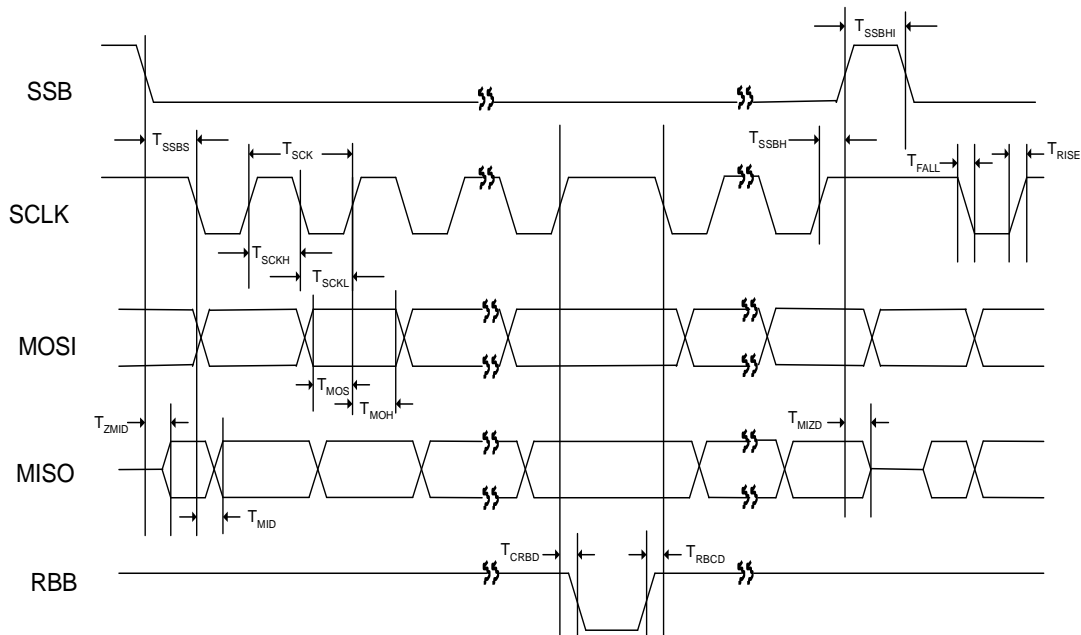 T_SSBHI
SSB
T_SSBS
T_SCK
T_SSBH
T_FALL
T_RISE
SCLK
T_SCKH
T_SCKL
MOSI
T_MOS
T_MOH
T_ZMID
T_MIZD
MISO
T_MID
T_CRBD
T_RBCD
RBB